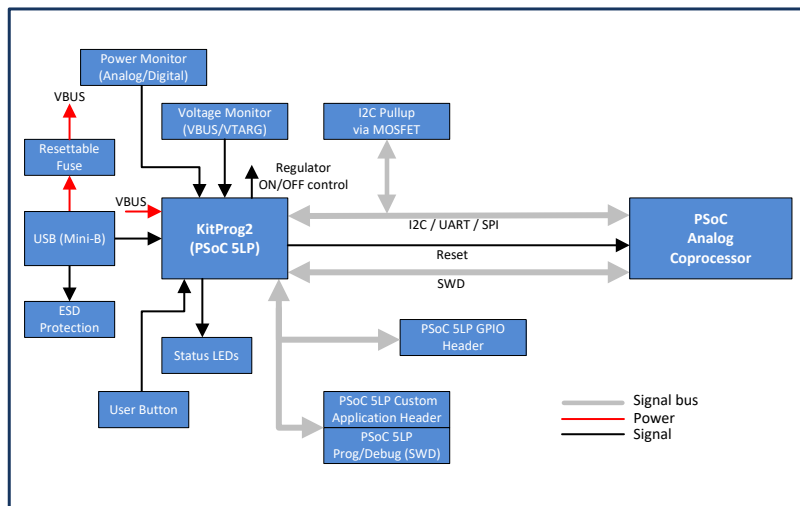 Power Monitor
(Analog/Digital)
VBUS
Voltage Monitor
(VBUS/VTARG)
I2C Pullup
via MOSFET
Resettable
Fuse
Regulator
ON/OFF control
VBUS
USB (Mini-B)
KitProg2
(PSoC 5LP)
I2C / UART / SPI
PSoC
Analog
Coprocessor
Reset
SWD
ESD
Protection
Status LEDs
PSoC 5LP GPIO
Header
User Button
PSoC 5LP Custom
Application Header
PSoC 5LP
Prog/Debug (SWD)
Signal bus
Power
Signal